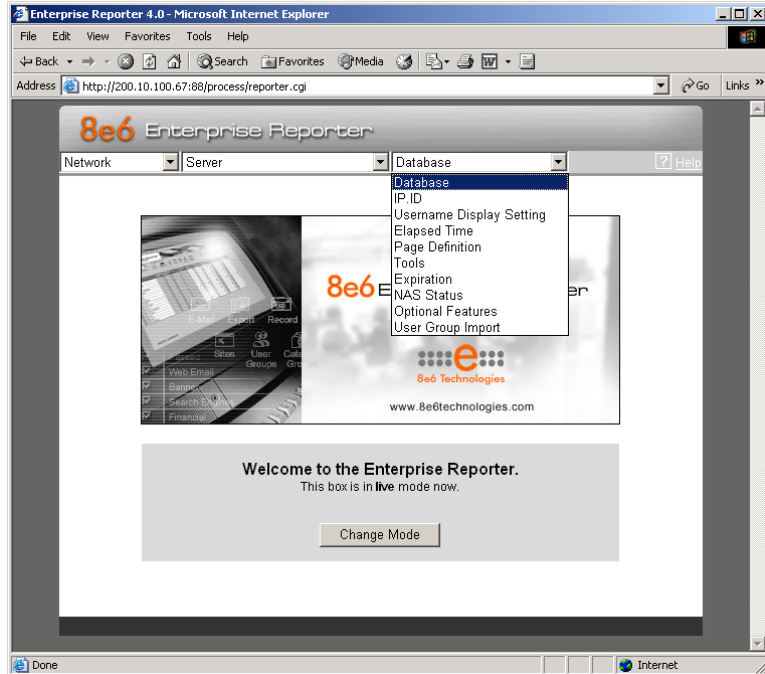 Enterprise Reporter 4.0 - Microsoft Internet Explorer
File Edit View Favorites Tools Help
Back Search Favorites Media
Address http://200.10.100.67:88/process/reporter.cgi Go Links »
8e6 Enterprise Reporter
Network Server Database ? Help
Database
IP.ID
Username Display Setting
Elapsed Time
Page Definition
Tools
Expiration
NAS Status
Optional Features
User Group Import
8e6 E er
E-Mail Export Record
Sites User Groups
Web Email
Banner
Search Engines
Financial
e
8e6 Technologies
www.8e6technologies.com
Welcome to the Enterprise Reporter.
This box is in live mode now.
Change Mode
Done Internet